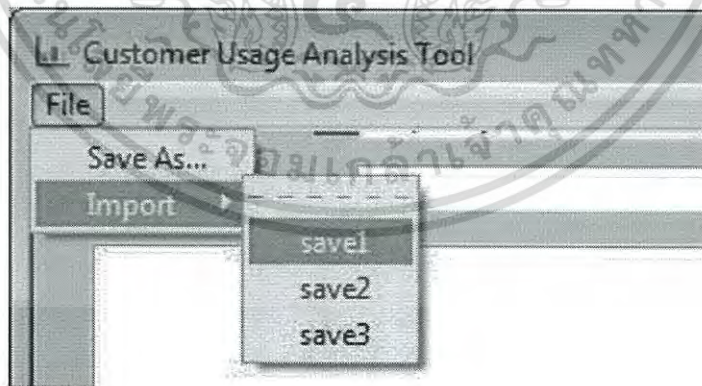 Customer Usage Analysis Tool
File
Save As...
Import
save1
save2
save3